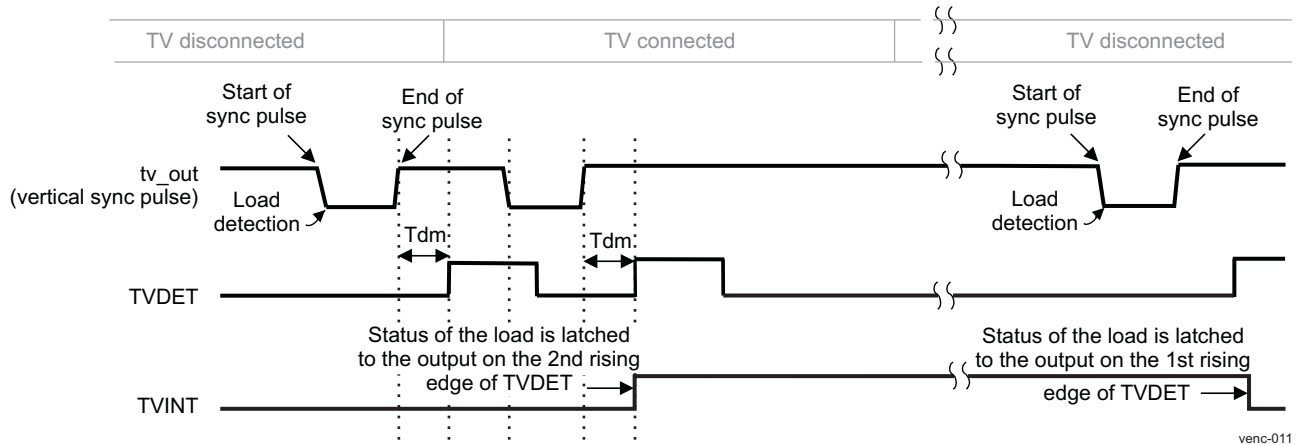 TV disconnected
TV connected
TV disconnected
Start of
sync pulse
End of
sync pulse
Start of
sync pulse
End of
sync pulse
tv_out
(vertical sync pulse)
Load
detection
Load
detection
Tdm
Tdm
TVDET
Status of the load is latched
to the output on the 2nd rising
edge of TVDET
Status of the load is latched
to the output on the 1st rising
edge of TVDET
TVINT
venc-011